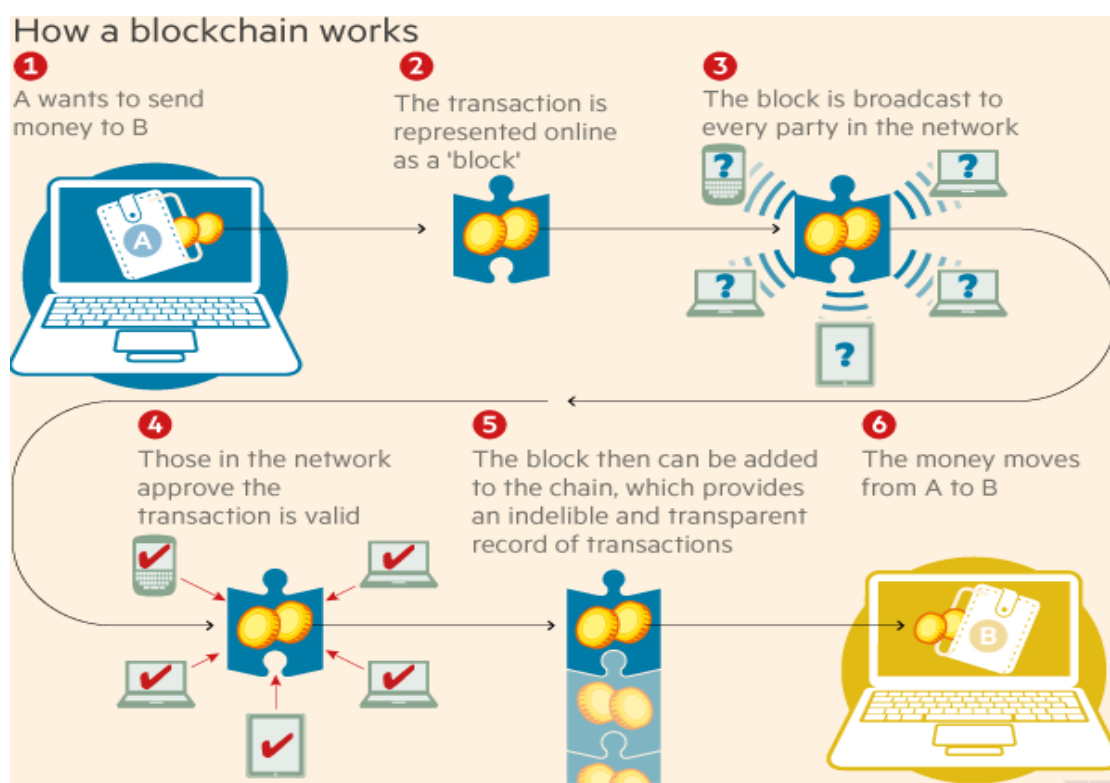 How a blockchain works
1
A wants to send
money to B
2
The transaction is
represented online
as a 'block'
3
The block is broadcast to
every party in the network
A
?
?
?
?
?
4
Those in the network
approve the
transaction is valid
5
The block then can be added
to the chain, which provides
an indelible and transparent
record of transactions
6
The money moves
from A to B
B